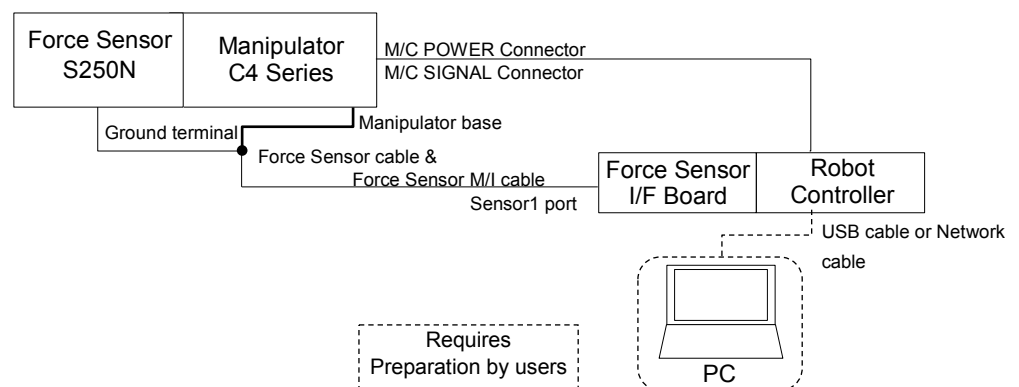 Force Sensor
S250N
Manipulator
C4 Series
M/C POWER Connector
M/C SIGNAL Connector
Ground terminal
Manipulator base
Force Sensor cable &
Force Sensor M/I cable
Sensor1 port
Force Sensor
I/F Board
Robot
Controller
USB cable or Network
cable
Requires
Preparation by users
PC